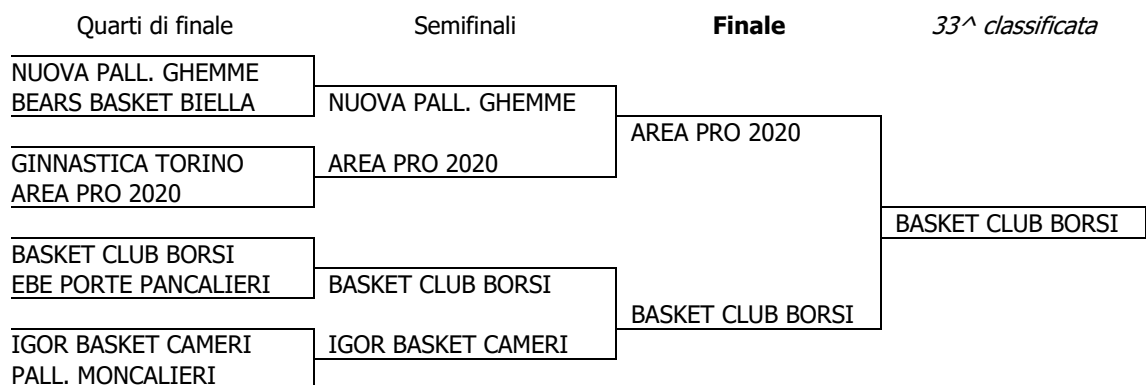 Quarti di finale Semifinali Finale 33^ classificata
NUOVA PALL. GHEMME
BEARS BASKET BIELLA NUOVA PALL. GHEMME
AREA PRO 2020
GINNASTICA TORINO AREA PRO 2020
AREA PRO 2020
BASKET CLUB BORSI
BASKET CLUB BORSI
EBE PORTE PANCALIERI BASKET CLUB BORSI
BASKET CLUB BORSI
IGOR BASKET CAMERI IGOR BASKET CAMERI
PALL. MONCALIERI